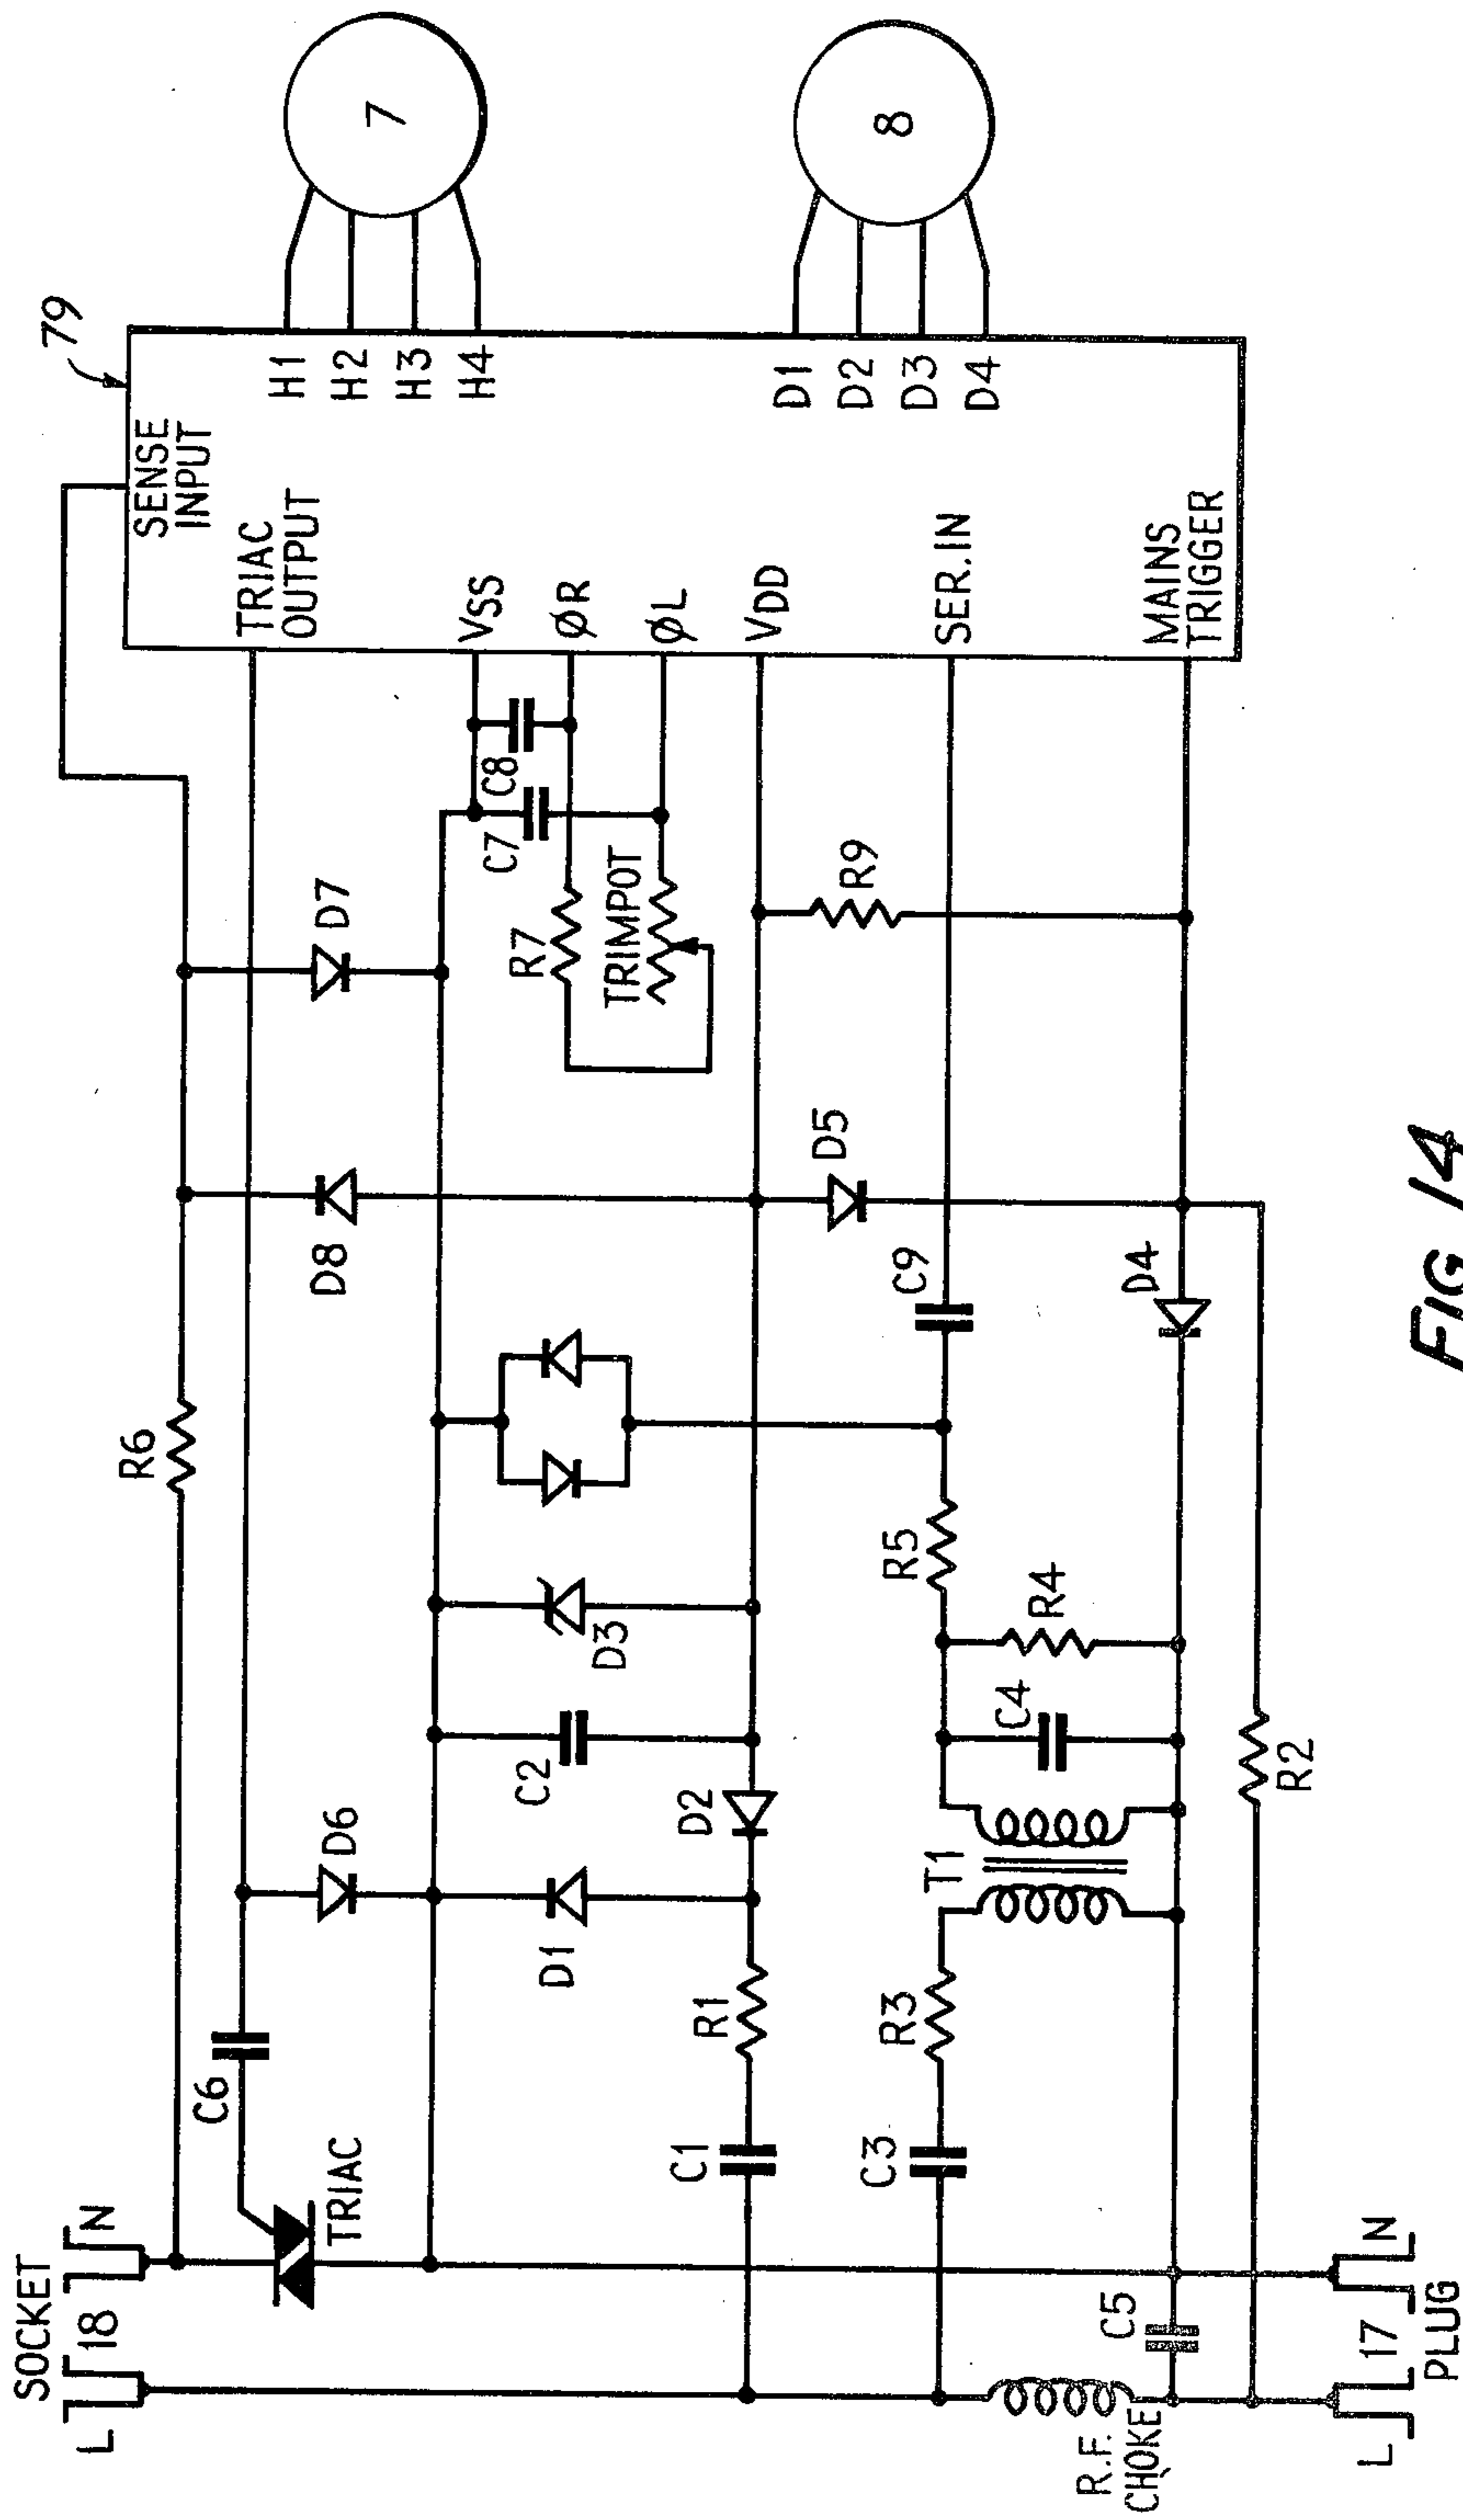 79
SENSE
INPUT
TRIAC
OUTPUT
H1
H2
H3
H4
7
VSS
ØR
ØL
VDD
D1
D2
D3
D4
8
SER.IN
MAINS
TRIGGER
C8
C7
D7
R7
TRIMPOT
R9
D8
D5
R6
C9
D4
D3
R5
R4
C2
C4
D6
D2
T1
R2
D1
C6
R1
R3
TRIAC
C1
C3
SOCKET
N
18
L
C5
R.F.
CHOKE
N
17
L
PLUG
FIG 14